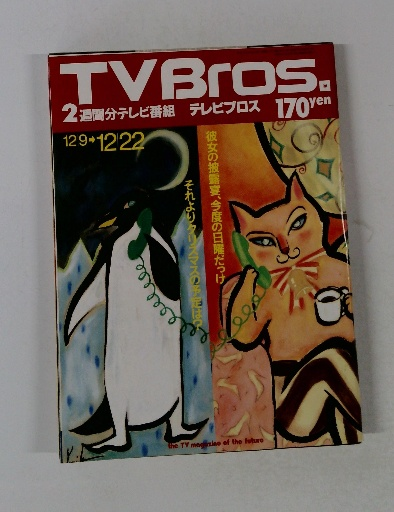 TVBros.
2週間分テレビ番組 テレビブロス 170yen
12 9➔12 22
彼女の披露宴、今度の日曜だっけ
それよりクリスマスの予定は?
the TV magazine of the future